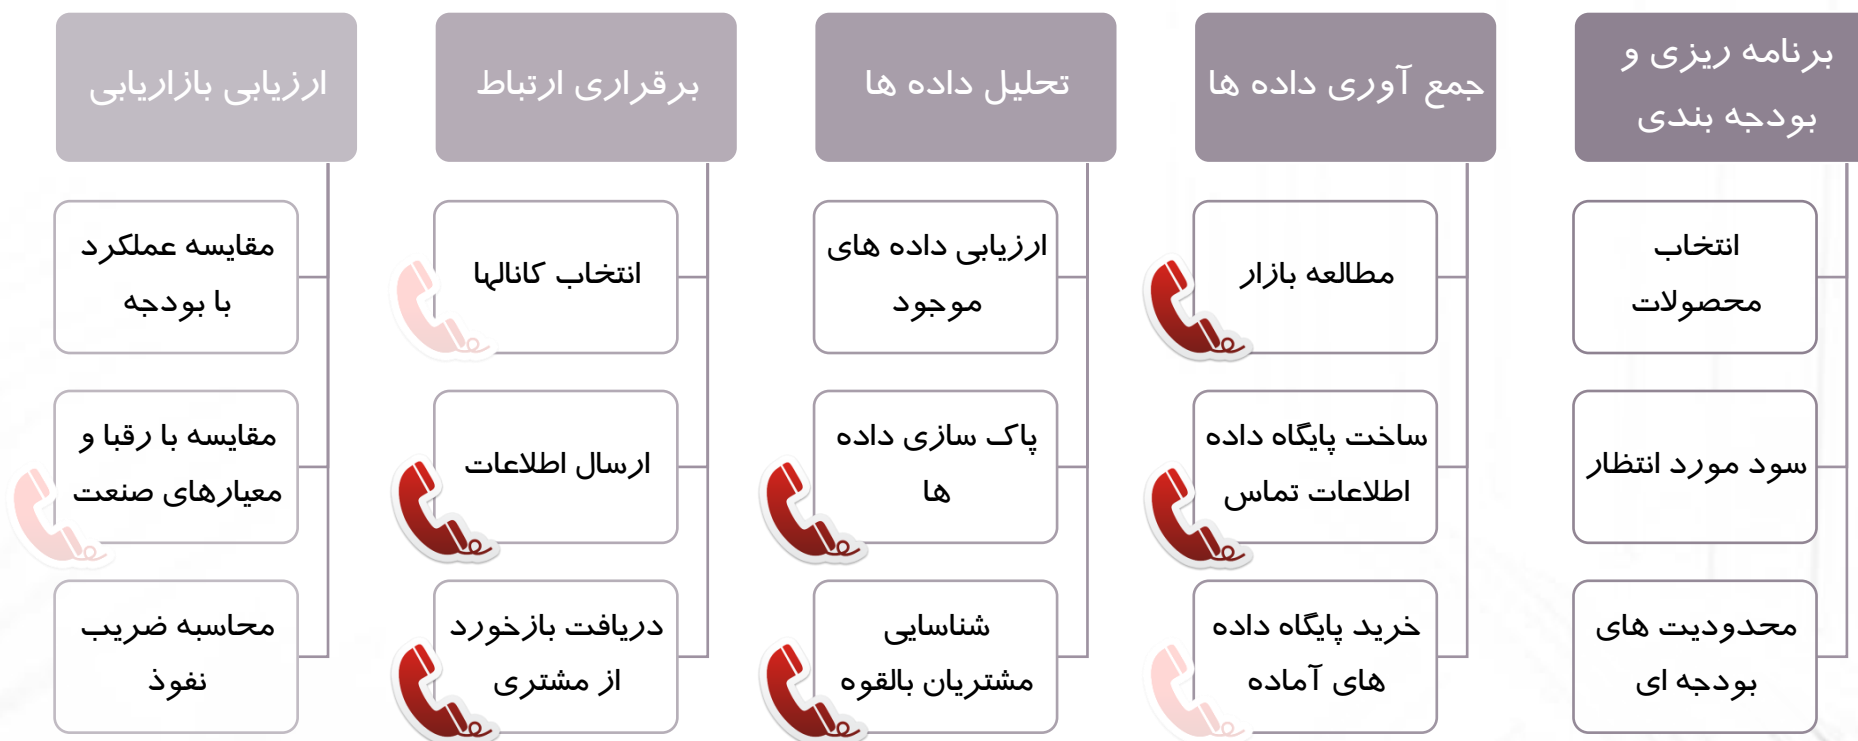 برنامه ریزی و
بودجه بندی
انتخاب
محصولات
سود مورد انتظار
محدودیت های
بودجه ای
جمع آوری داده ها
مطالعه بازار
ساخت پایگاه داده
اطلاعات تماس
خرید پایگاه داده
های آماده
تحلیل داده ها
ارزیابی داده های
موجود
پاک سازی داده
ها
شناسایی
مشتریان بالقوه
برقراری ارتباط
انتخاب کانالها
ارسال اطلاعات
دریافت بازخورد
از مشتری
ارزیابی بازاریابی
مقایسه عملکرد
با بودجه
مقایسه با رقبا و
معیارهای صنعت
محاسبه ضریب
نفوذ